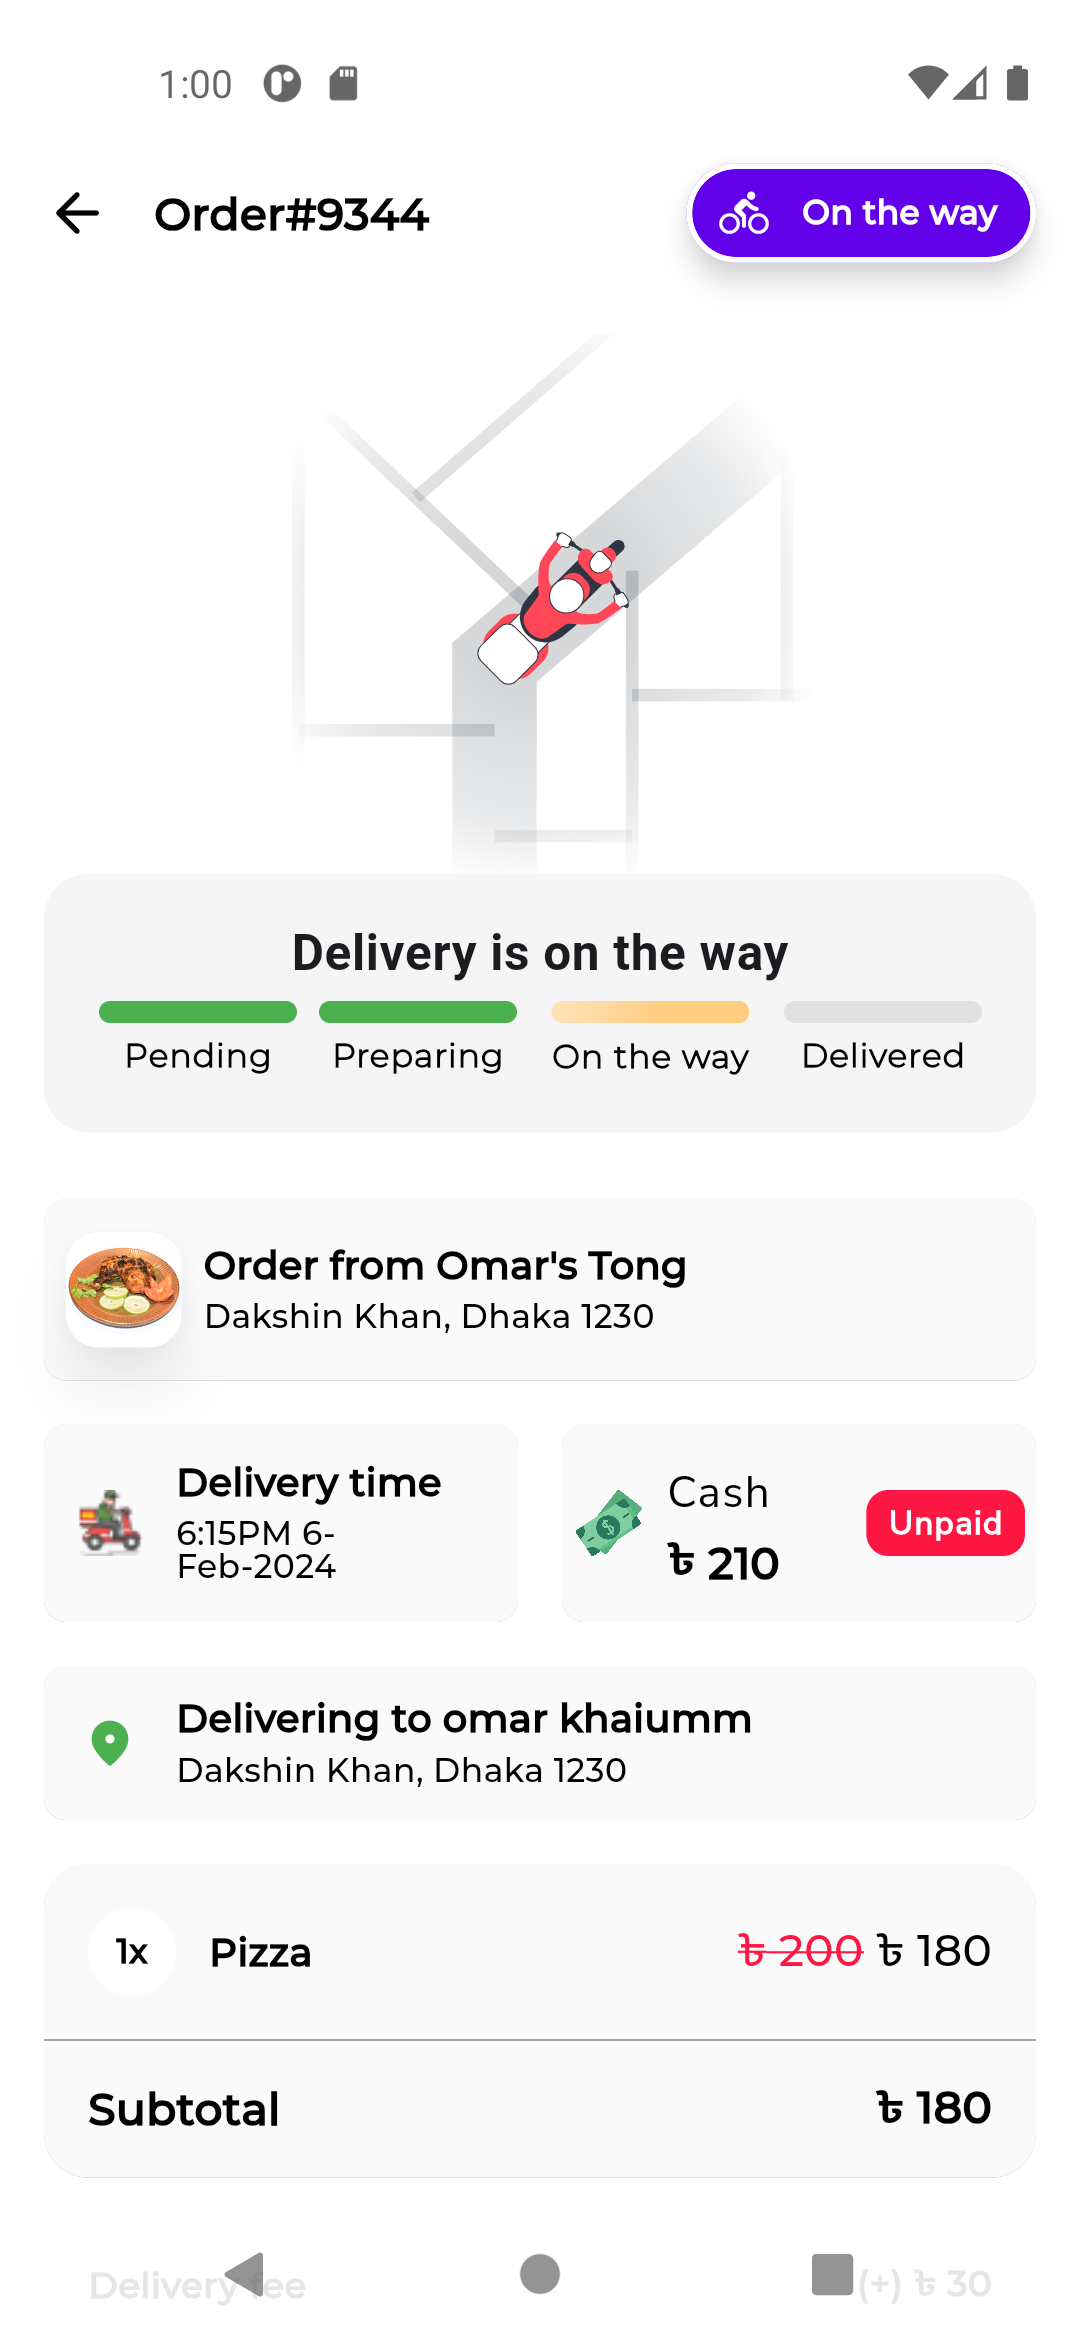 1:00
Order#9344
On the way
Delivery is on the way
Pending Preparing On the way Delivered
Order from Omar's Tong
Dakshin Khan, Dhaka 1230
Delivery time
6:15PM 6-
Feb-2024
Cash
৳ 210
Unpaid
Delivering to omar khaiumm
Dakshin Khan, Dhaka 1230
1x Pizza ৳ 200 ৳ 180
Subtotal ৳ 180
Delivery fee (+) ৳ 30